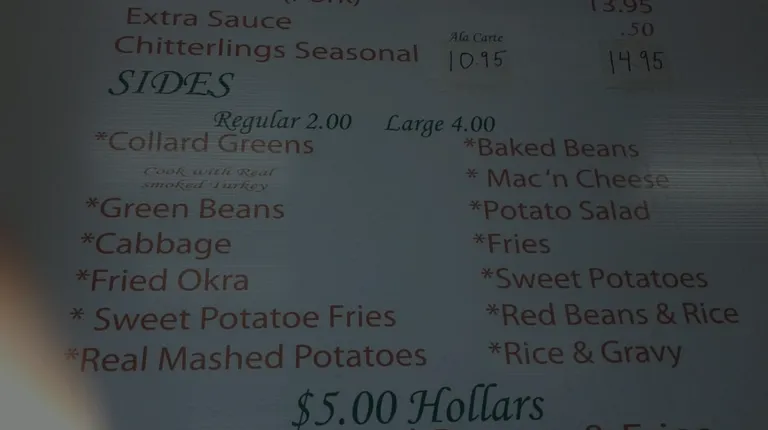 13.95
Extra Sauce .50
Ala Carte
Chitterlings Seasonal 10.95 14.95
SIDES
Regular 2.00 Large 4.00
*Collard Greens
Cook with Real
smoked Turkey
*Green Beans
*Cabbage
*Fried Okra
* Sweet Potatoe Fries
*Real Mashed Potatoes
*Baked Beans
* Mac'n Cheese
*Potato Salad
*Fries
*Sweet Potatoes
*Red Beans & Rice
*Rice & Gravy
$5.00 Hollars